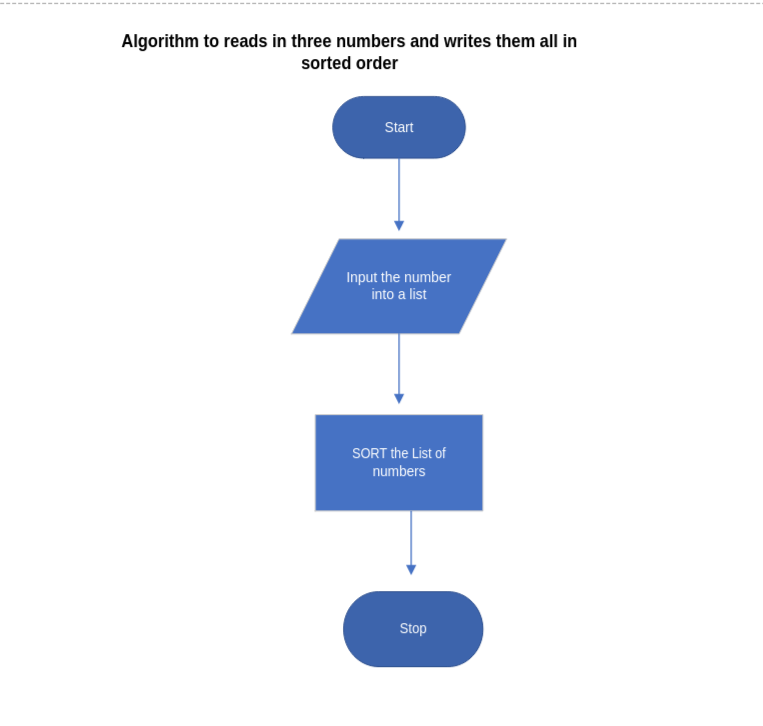 Algorithm to reads in three numbers and writes them all in
sorted order
Start
Input the number
into a list
SORT the List of
numbers
Stop